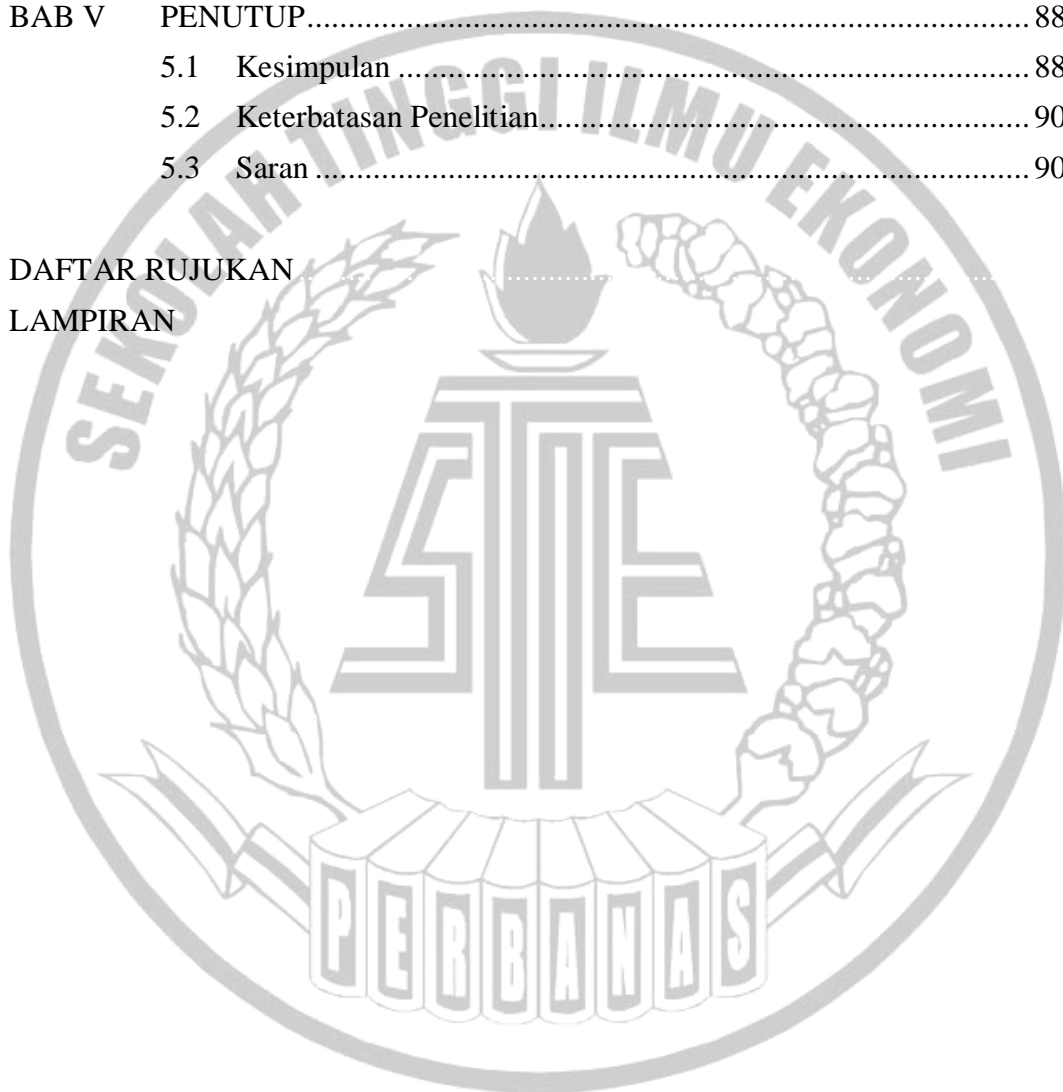 BAB V PENUTUP........................................................................................ 88
5.1 Kesimpulan ............................................................................. 88
5.2 Keterbatasan Penelitian............................................................ 90
5.3 Saran ....................................................................................... 90
DAFTAR RUJUKAN
LAMPIRAN
SEKOLAH TINGGI ILMU EKONOMI
STIE
PERBANAS